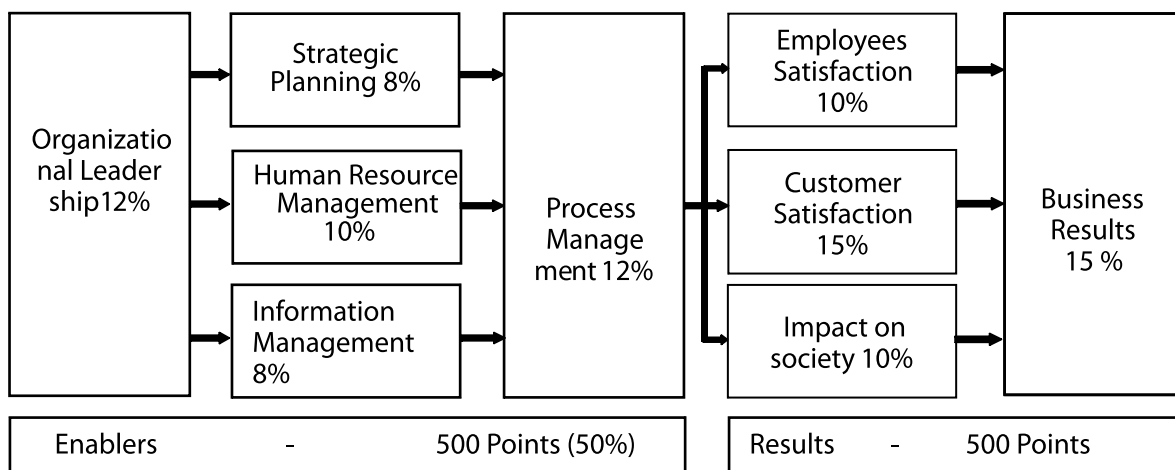 Organizatio
nal Leader
ship12%
Strategic
Planning 8%
Human Resource
Management
10%
Information
Management
8%
Process
Manage
ment 12%
Employees
Satisfaction
10%
Customer
Satisfaction
15%
Impact on
society 10%
Business
Results
15 %
Enablers - 500 Points (50%)
Results - 500 Points